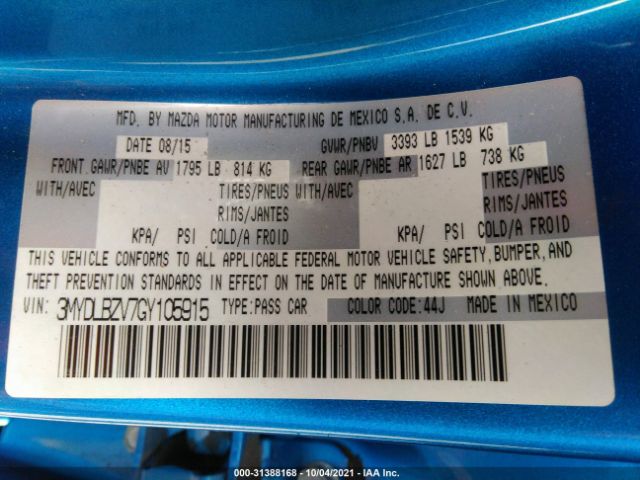 MFD. BY MAZDA MOTOR MANUFACTURING DE MEXICO S.A. DE C.V.
DATE 08/15 GVWR/PNBV 3393 LB 1539 KG
FRONT GAWR/PNBE AV 1795 LB 814 KG REAR GAWR/PNBE AR 1627 LB 738 KG
WITH/AVEC TIRES/PNEUS WITH/AVEC TIRES/PNEUS
RIMS/JANTES RIMS/JANTES
KPA/ PSI COLD/A FROID KPA/ PSI COLD/A FROID
THIS VEHICLE CONFORMS TO ALL APPLICABLE FEDERAL MOTOR VEHICLE SAFETY, BUMPER, AND
THEFT PREVENTION STANDARDS IN EFFECT ON THE DATE OF MANUFACTURE SHOWN ABOVE.
VIN: 3MYDLBZV7GY105915 TYPE:PASS CAR COLOR CODE:44J MADE IN MEXICO
000-31388168 - 10/04/2021 - IAA Inc.